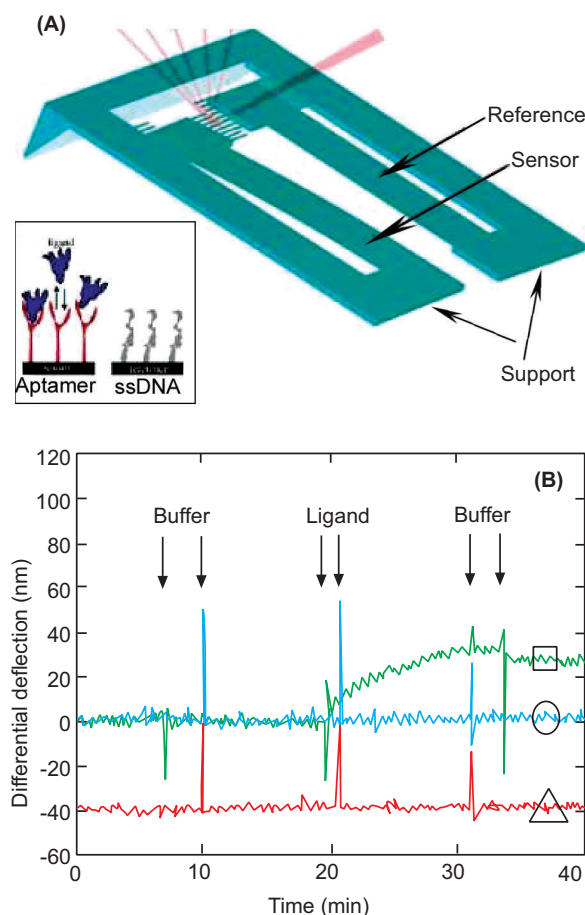 (A)
Reference
Sensor
ligand
Aptamer
ssDNA
Support
(B)
120
100
80
60
40
20
0
-20
-40
-60
Buffer
Ligand
Buffer
Differential deflection (nm)
0
10
20
30
40
Time (min)